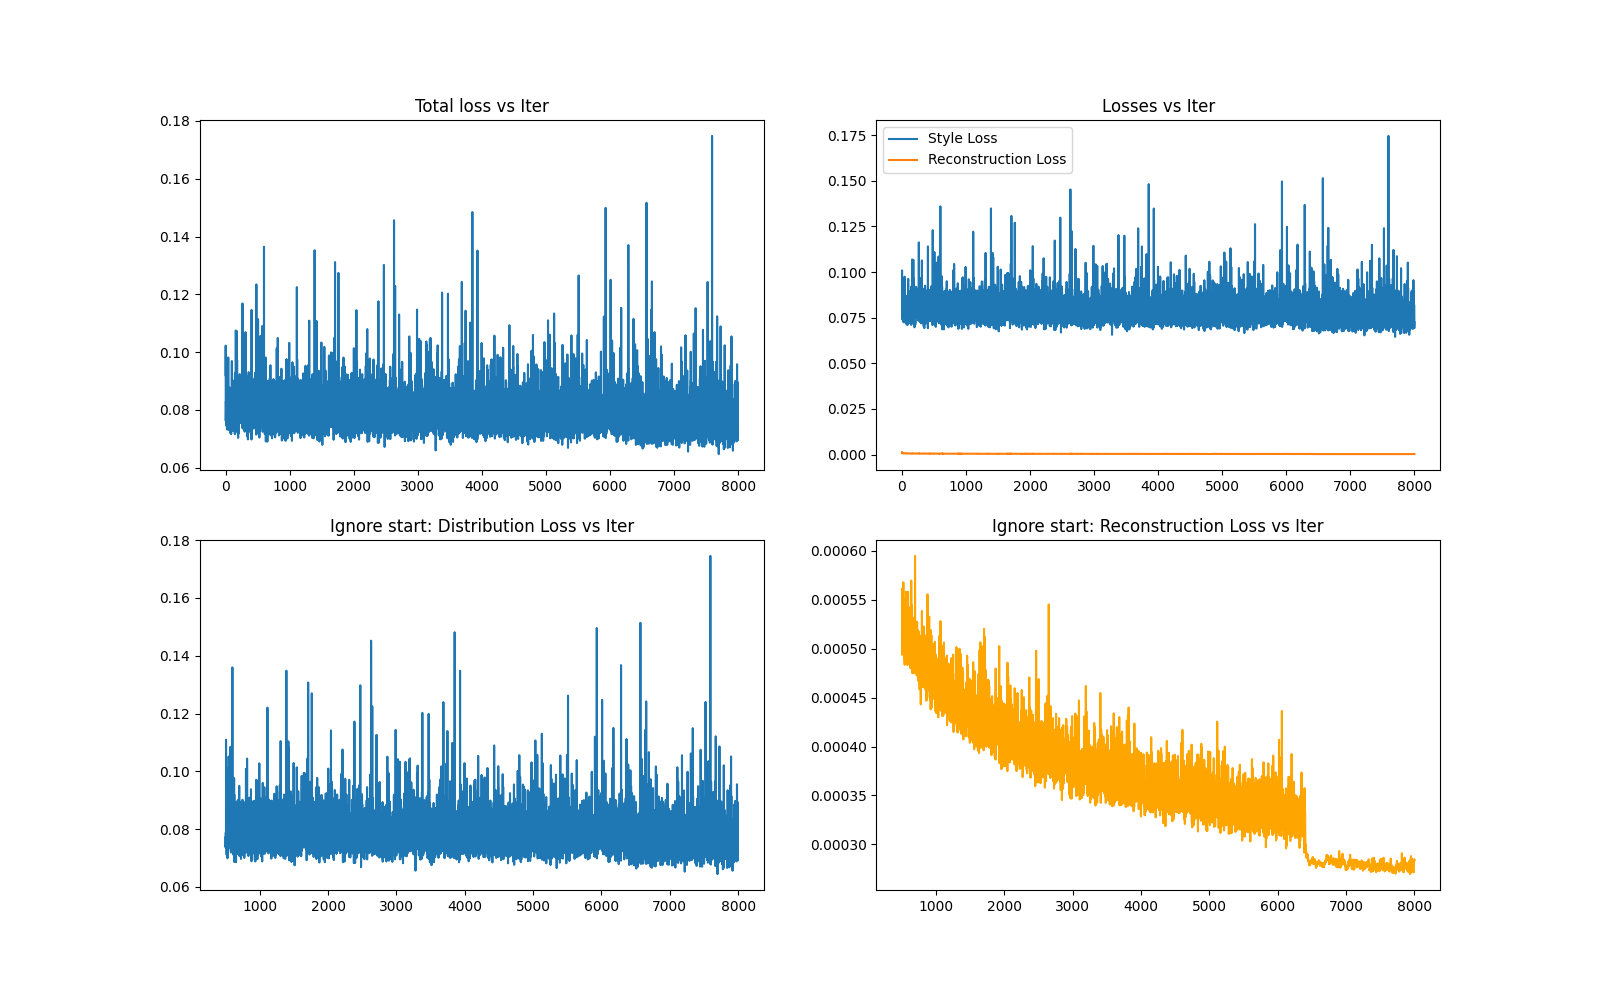 Total loss vs Iter
0.18
0.16
0.14
0.12
0.10
0.08
0.06
0 1000 2000 3000 4000 5000 6000 7000 8000
Losses vs Iter
Style Loss
Reconstruction Loss
0.175
0.150
0.125
0.100
0.075
0.050
0.025
0.000
0 1000 2000 3000 4000 5000 6000 7000 8000
Ignore start: Distribution Loss vs Iter
0.18
0.16
0.14
0.12
0.10
0.08
0.06
1000 2000 3000 4000 5000 6000 7000 8000
Ignore start: Reconstruction Loss vs Iter
0.00060
0.00055
0.00050
0.00045
0.00040
0.00035
0.00030
1000 2000 3000 4000 5000 6000 7000 8000